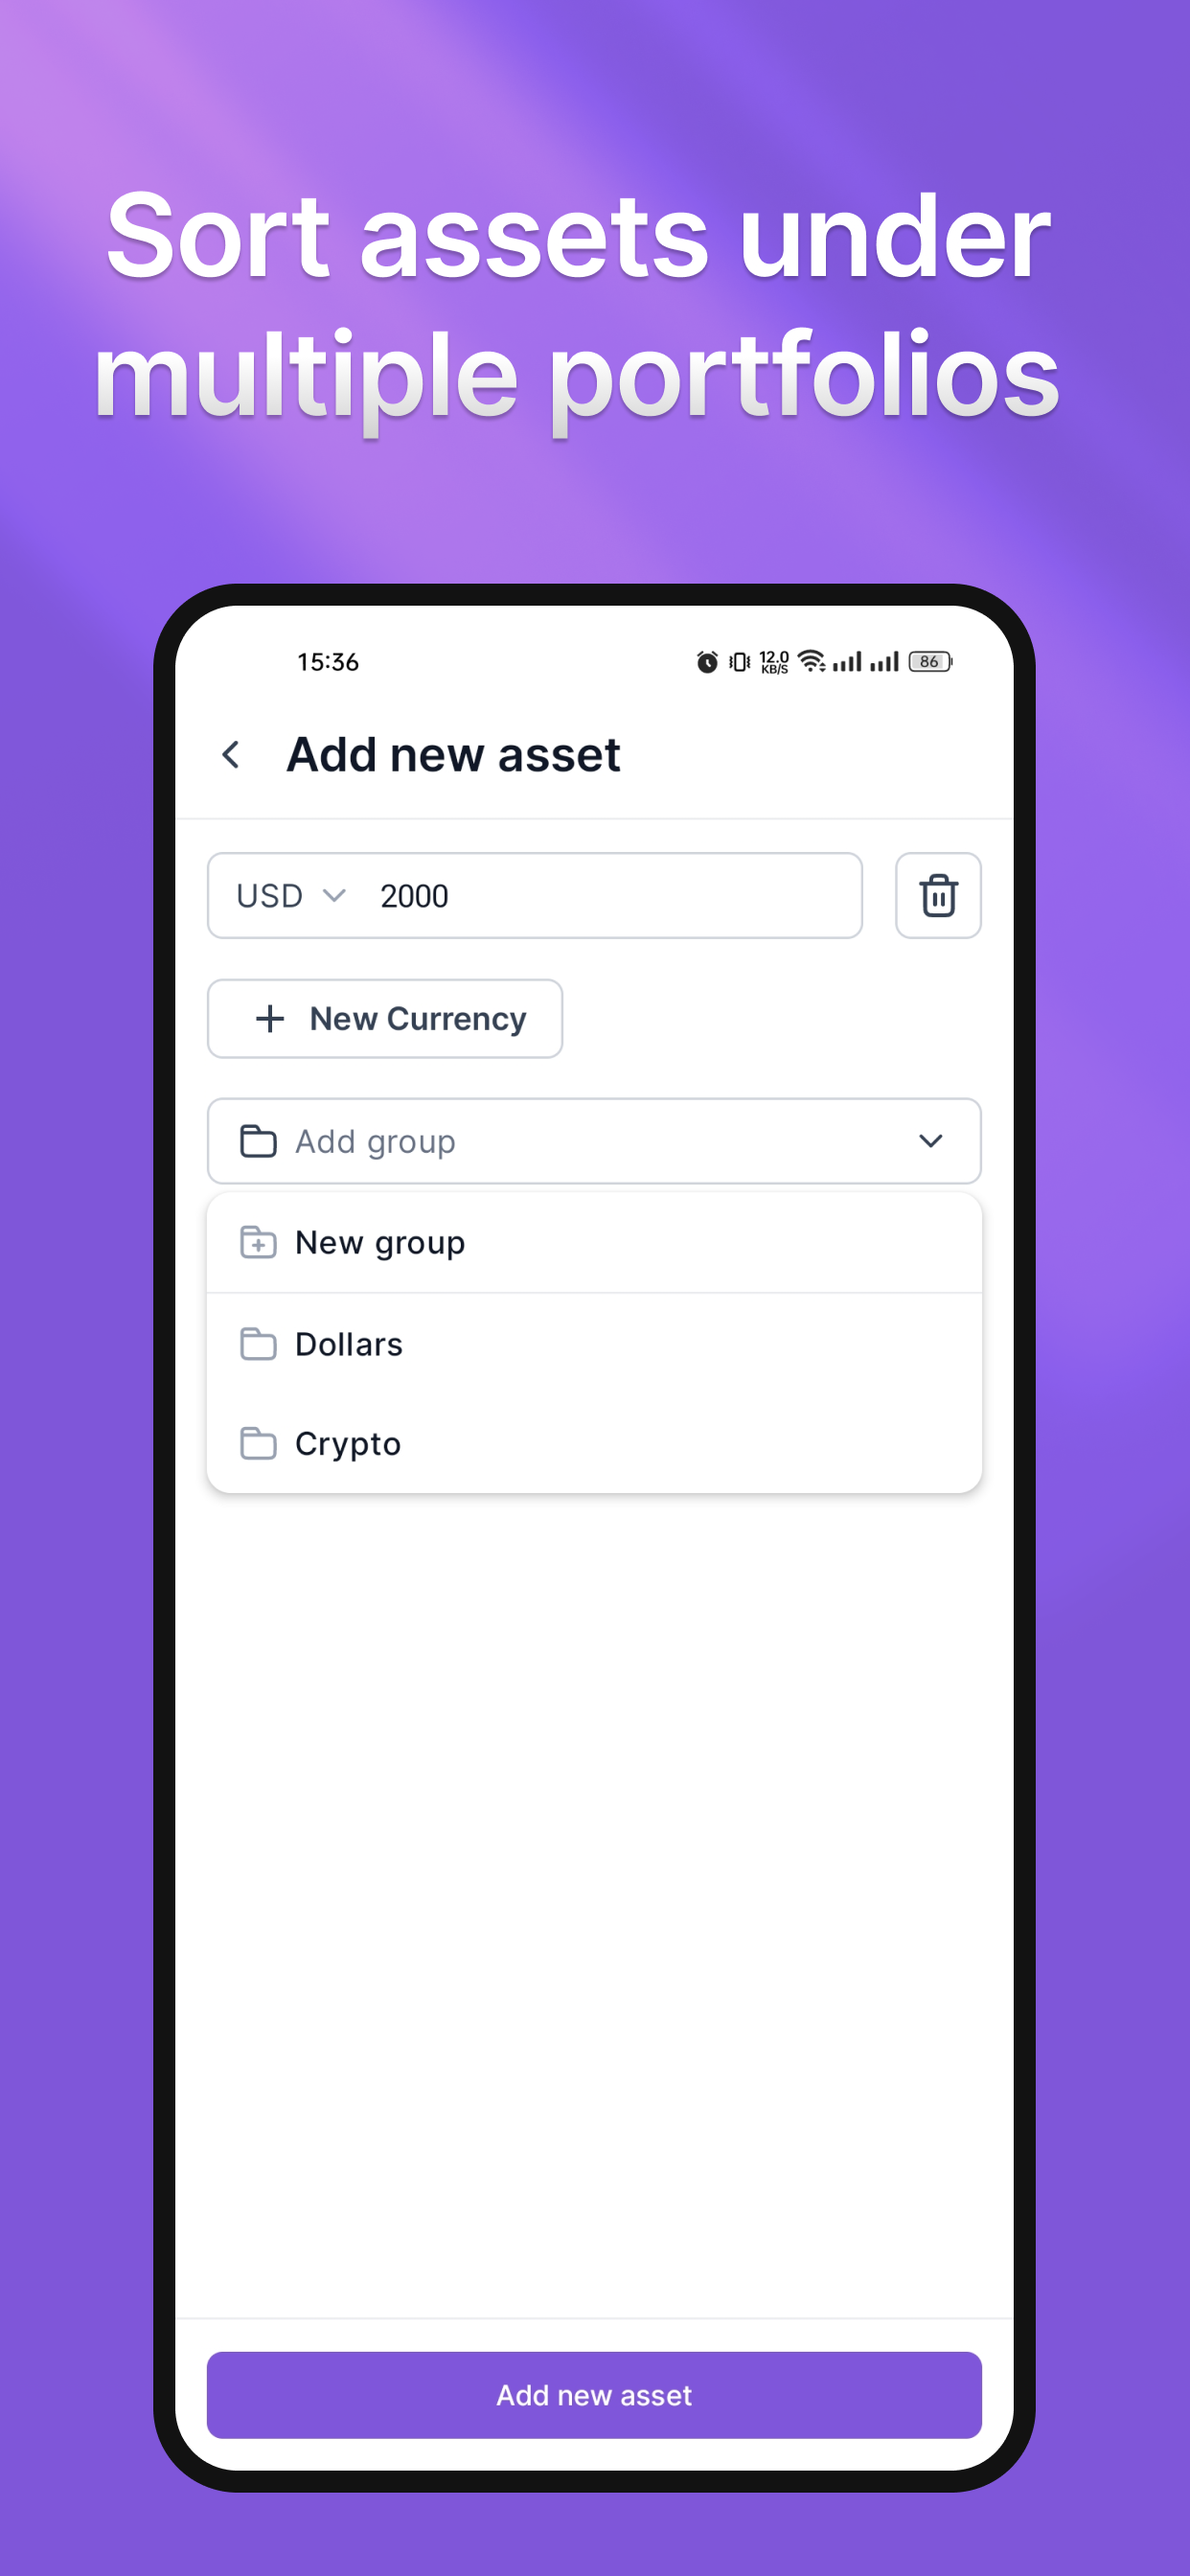 Sort assets under
multiple portfolios
15:36
12.0
KB/S
86
Add new asset
USD 2000
New Currency
Add group
New group
Dollars
Crypto
Add new asset